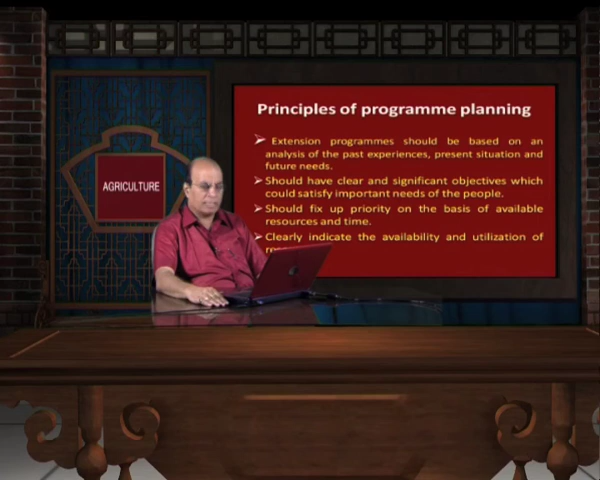 Principles of programme planning
Extension programmes should be based on an
analysis of the past experiences, present situation and
future needs.
Should have clear and significant objectives which
could satisfy important needs of the people.
Should fix up priority on the basis of available
resources and time.
Clearly indicate the availability and utilization of
AGRICULTURE